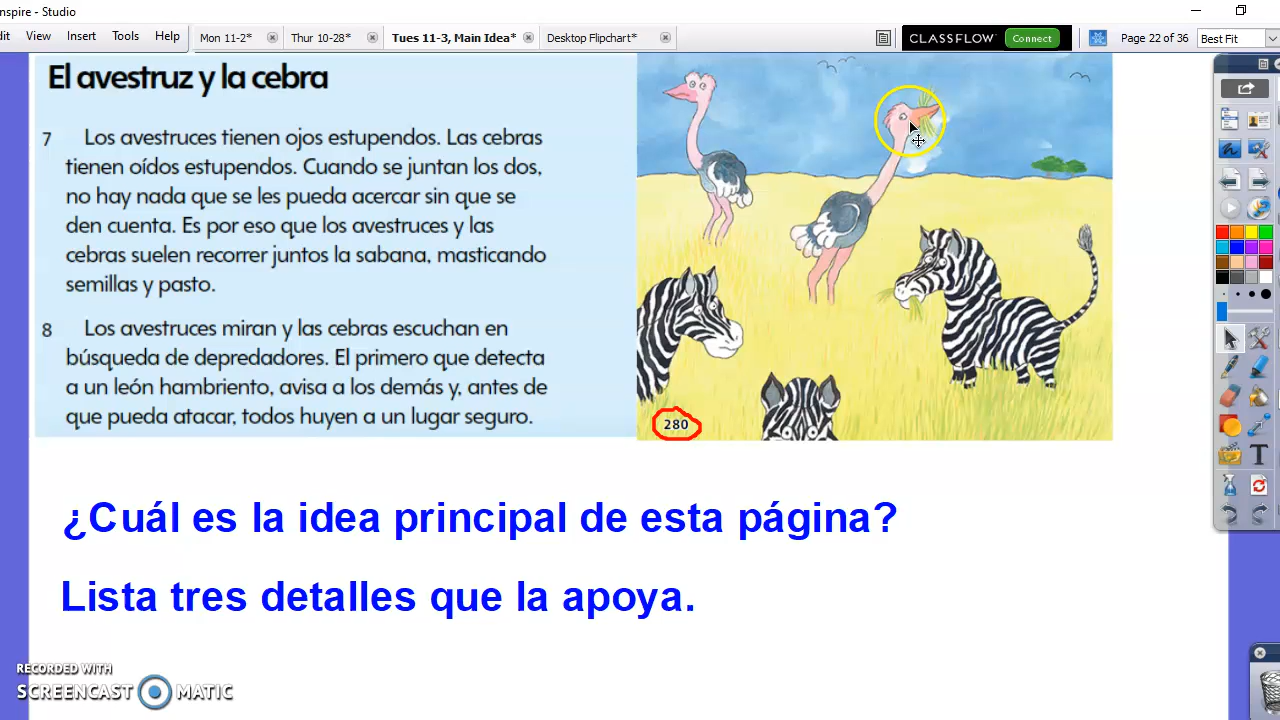 nspire - Studio
dit View Insert Tools Help
Mon 11-2* Thur 10-28* Tues 11-3, Main Idea* Desktop Flipchart*
CLASSFLOW Connect
Page 22 of 36 Best Fit
El avestruz y la cebra
7 Los avestruces tienen ojos estupendos. Las cebras
tienen oídos estupendos. Cuando se juntan los dos,
no hay nada que se les pueda acercar sin que se
den cuenta. Es por eso que los avestruces y las
cebras suelen recorrer juntos la sabana, masticando
semillas y pasto.
8 Los avestruces miran y las cebras escuchan en
búsqueda de depredadores. El primero que detecta
a un león hambriento, avisa a los demás y, antes de
que pueda atacar, todos huyen a un lugar seguro.
280
¿Cuál es la idea principal de esta página?
Lista tres detalles que la apoya.
RECORDED WITH
SCREENCAST MATIC